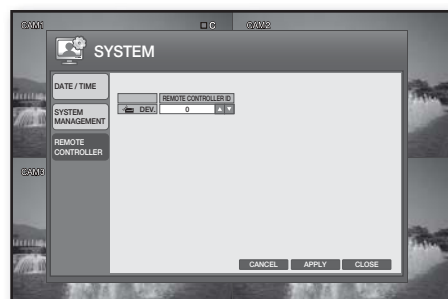 CAM1
C
CAM2
SYSTEM
DATE / TIME
REMOTE CONTROLLER ID
DEV.
0
SYSTEM
MANAGEMENT
REMOTE
CONTROLLER
CAM3
CANCEL
APPLY
CLOSE